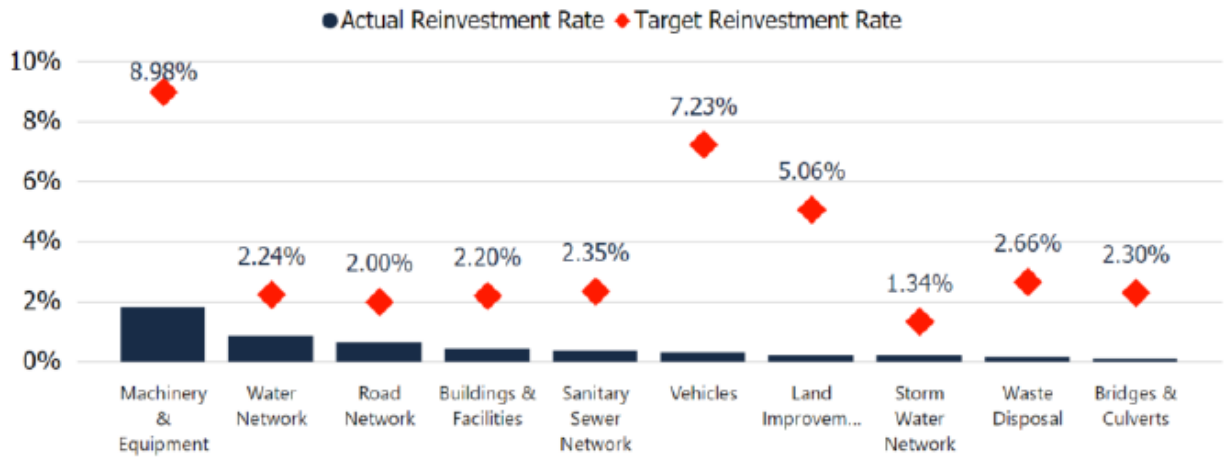 Actual Reinvestment Rate Target Reinvestment Rate
10%
8%
6%
4%
2%
0%
8.98%
2.24%
2.00%
2.20%
2.35%
7.23%
5.06%
1.34%
2.66%
2.30%
Machinery
&
Equipment
Water
Network
Road
Network
Buildings &
Facilities
Sanitary
Sewer
Network
Vehicles
Land
Improvem...
Storm
Water
Network
Waste
Disposal
Bridges &
Culverts